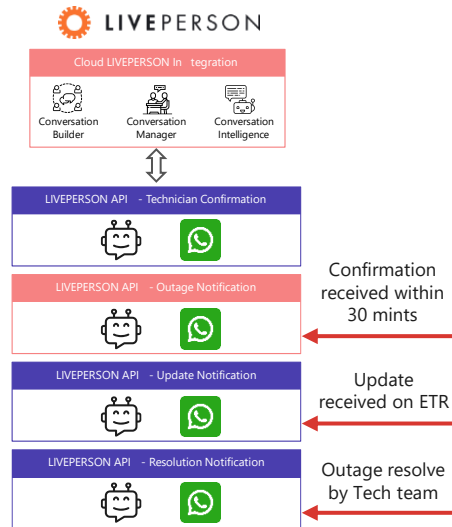 LIVEPERSON
Cloud LIVEPERSON In tegration
Conversation
Builder
Conversation
Manager
Conversation
Intelligence
LIVEPERSON API - Technician Confirmation
LIVEPERSON API - Outage Notification
Confirmation
received within
30 mints
LIVEPERSON API - Update Notification
Update
received on ETR
LIVEPERSON API - Resolution Notification
Outage resolve
by Tech team